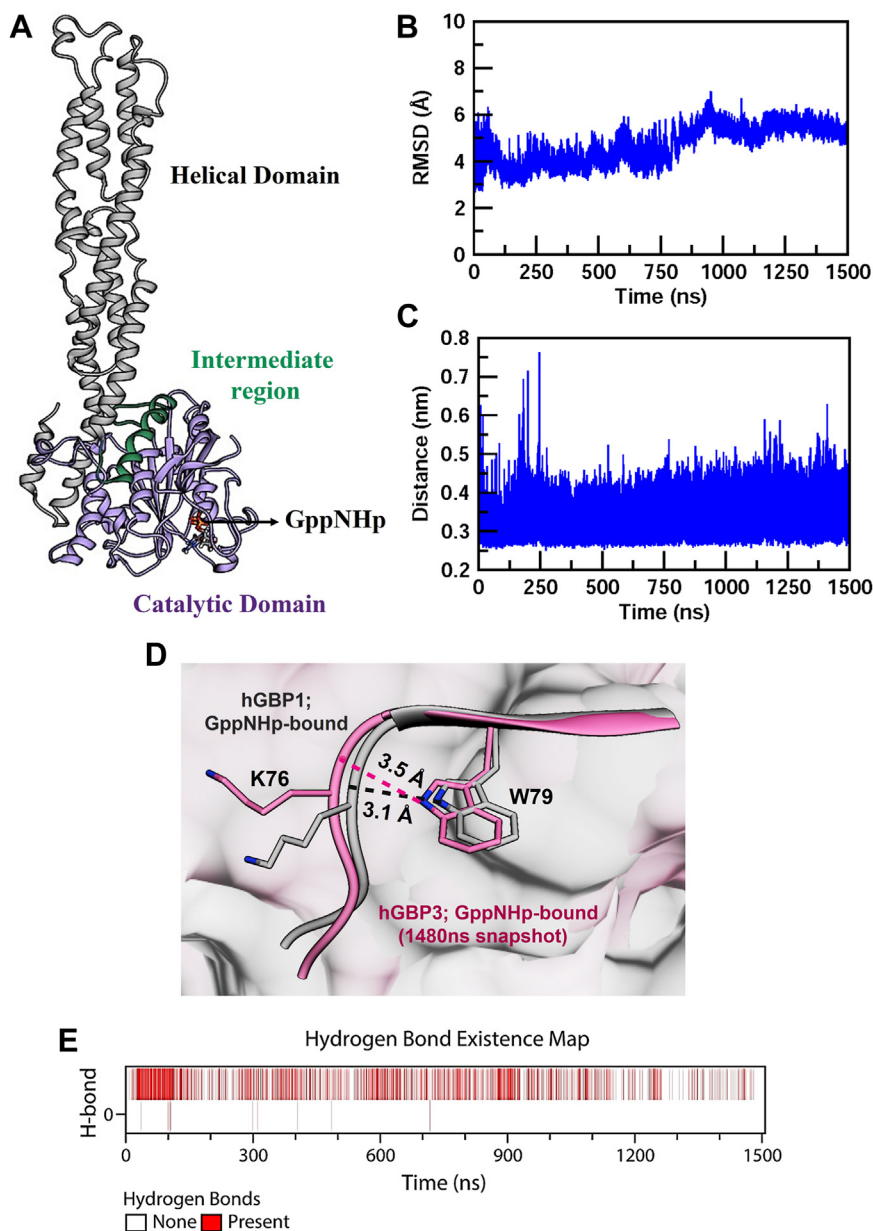 A
Helical Domain
Intermediate
region
GppNHp
Catalytic Domain
B
10
8
6
4
2
0
RMSD (Å)
0 250 500 750 1000 1250 1500
Time (ns)
C
0.8
0.7
0.6
0.5
0.4
0.3
0.2
Distance (nm)
0 250 500 750 1000 1250 1500
Time (ns)
D
hGBP1;
GppNHp-bound
K76
3.5 Å
3.1 Å
W79
hGBP3; GppNHp-bound
(1480ns snapshot)
E
Hydrogen Bond Existence Map
H-bond
0
0 300 600 900 1200 1500
Time (ns)
Hydrogen Bonds
None Present